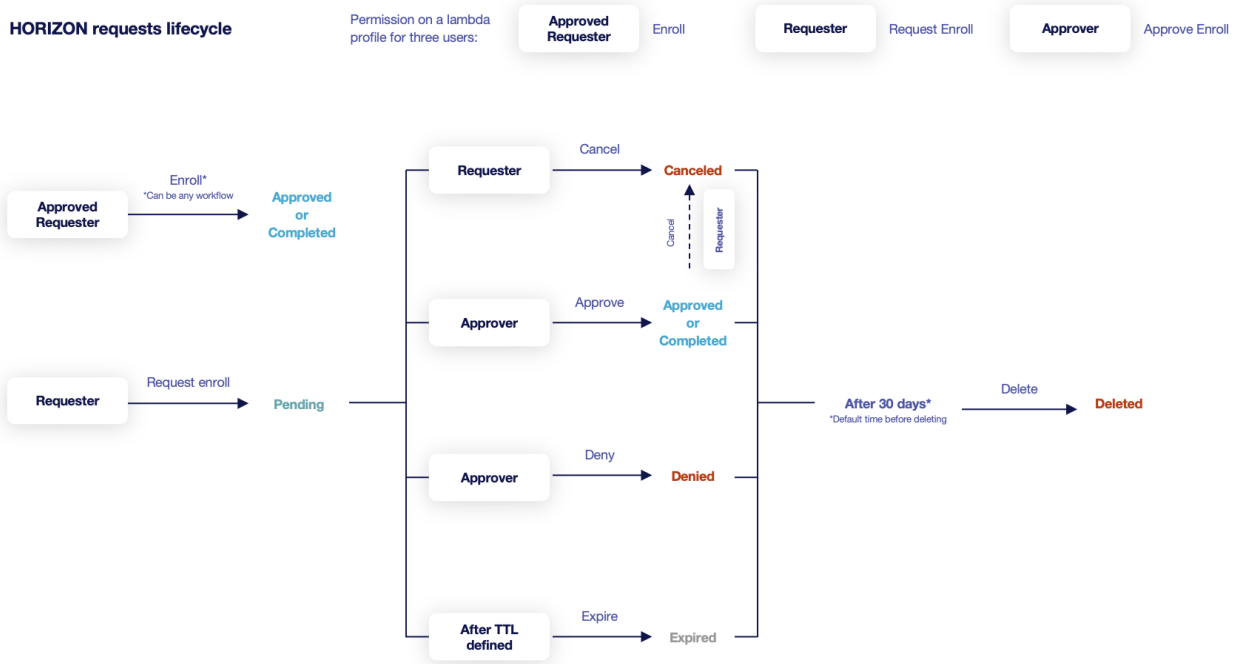 HORIZON requests lifecycle
Permission on a lambda
profile for three users:
Approved
Requester
Enroll
Requester
Request Enroll
Approver
Approve Enroll
Approved
Requester
Enroll*
*Can be any workflow
Approved
or
Completed
Requester
Cancel
Canceled
Cancel
Requester
Approver
Approve
Approved
or
Completed
Requester
Request enroll
Pending
After 30 days*
*Default time before deleting
Delete
Deleted
Approver
Deny
Denied
After TTL
defined
Expire
Expired